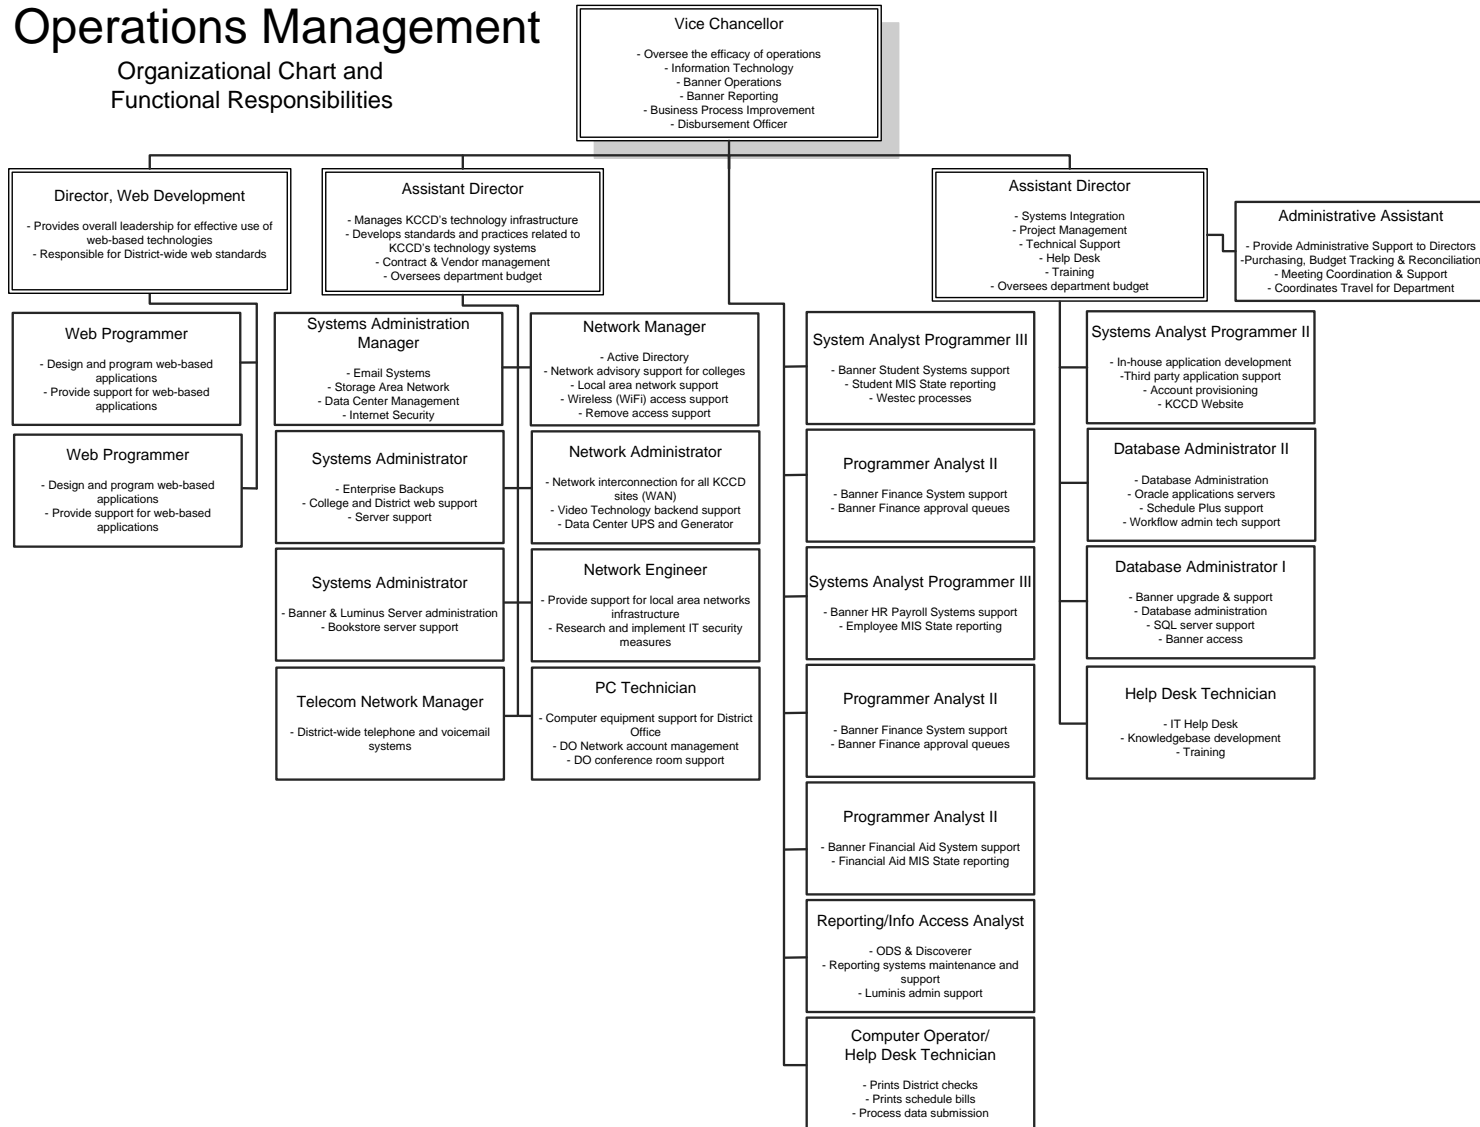 Operations Management
Organizational Chart and
Functional Responsibilities
Vice Chancellor
- Oversee the efficacy of operations
- Information Technology
- Banner Operations
- Banner Reporting
- Business Process Improvement
- Disbursement Officer
Director, Web Development
- Provides overall leadership for effective use of
web-based technologies
- Responsible for District-wide web standards
Assistant Director
- Manages KCCD's technology infrastructure
- Develops standards and practices related to
KCCD's technology systems
- Contract & Vendor management
- Oversees department budget
Assistant Director
- Systems Integration
- Project Management
- Technical Support
- Help Desk
- Training
- Oversees department budget
Administrative Assistant
- Provide Administrative Support to Directors
-Purchasing, Budget Tracking & Reconciliation
- Meeting Coordination & Support
- Coordinates Travel for Department
Web Programmer
- Design and program web-based
applications
- Provide support for web-based
applications
Web Programmer
- Design and program web-based
applications
- Provide support for web-based
applications
Systems Administration
Manager
- Email Systems
- Storage Area Network
- Data Center Management
- Internet Security
Systems Administrator
- Enterprise Backups
- College and District web support
- Server support
Systems Administrator
- Banner & Luminus Server administration
- Bookstore server support
Telecom Network Manager
- District-wide telephone and voicemail
systems
Network Manager
- Active Directory
- Network advisory support for colleges
- Local area network support
- Wireless (WiFi) access support
- Remove access support
Network Administrator
- Network interconnection for all KCCD
sites (WAN)
- Video Technology backend support
- Data Center UPS and Generator
Network Engineer
- Provide support for local area networks
infrastructure
- Research and implement IT security
measures
PC Technician
- Computer equipment support for District
Office
- DO Network account management
- DO conference room support
System Analyst Programmer III
- Banner Student Systems support
- Student MIS State reporting
- Westec processes
Programmer Analyst II
- Banner Finance System support
- Banner Finance approval queues
Systems Analyst Programmer III
- Banner HR Payroll Systems support
- Employee MIS State reporting
Programmer Analyst II
- Banner Finance System support
- Banner Finance approval queues
Programmer Analyst II
- Banner Financial Aid System support
- Financial Aid MIS State reporting
Reporting/Info Access Analyst
- ODS & Discoverer
- Reporting systems maintenance and
support
- Luminis admin support
Computer Operator/
Help Desk Technician
- Prints District checks
- Prints schedule bills
- Process data submission
Systems Analyst Programmer II
- In-house application development
-Third party application support
- Account provisioning
- KCCD Website
Database Administrator II
- Database Administration
- Oracle applications servers
- Schedule Plus support
- Workflow admin tech support
Database Administrator I
- Banner upgrade & support
- Database administration
- SQL server support
- Banner access
Help Desk Technician
- IT Help Desk
- Knowledgebase development
- Training